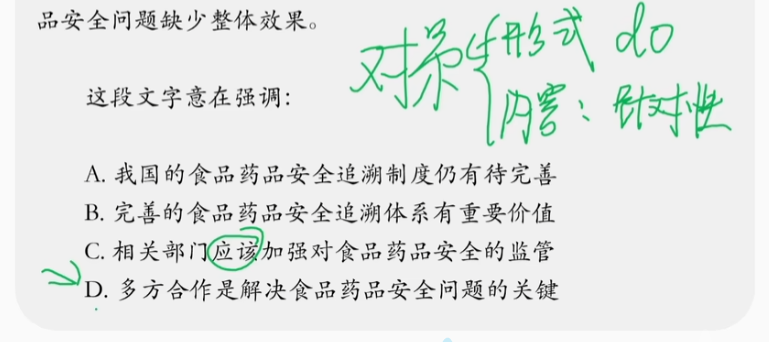 品安全问题缺少整体效果。
对策 形式 do
内容：针对性
这段文字意在强调：
A. 我国的食品药品安全追溯制度仍有待完善
B. 完善的食品药品安全追溯体系有重要价值
C. 相关部门应该加强对食品药品安全的监管
D. 多方合作是解决食品药品安全问题的关键